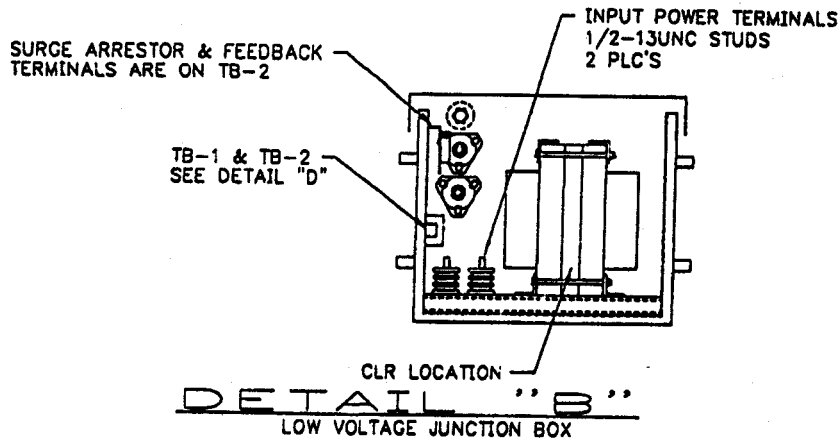 INPUT POWER TERMINALS
1/2-13UNC STUDS
2 PLC'S
SURGE ARRESTOR & FEEDBACK
TERMINALS ARE ON TB-2
TB-1 & TB-2
SEE DETAIL "D"
CLR LOCATION
DETAIL "B"
LOW VOLTAGE JUNCTION BOX